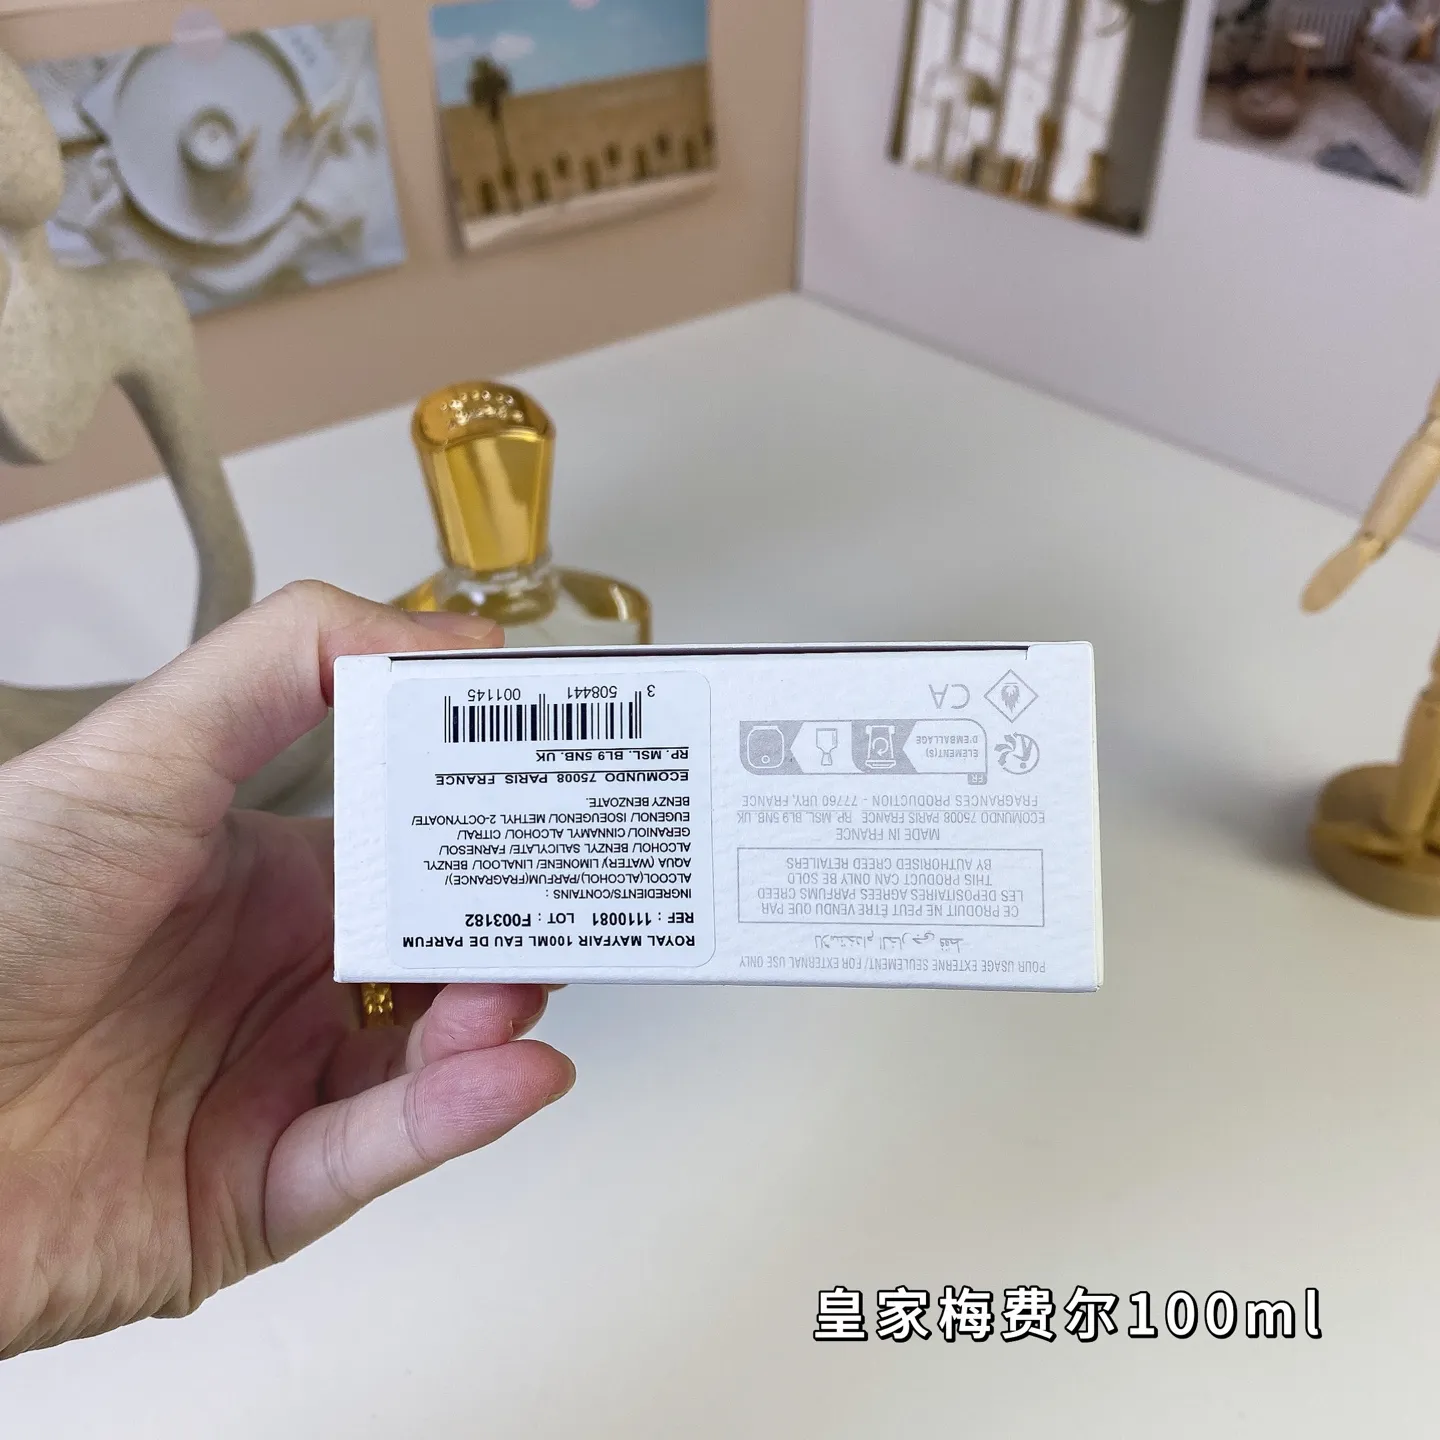 ROYAL MAYFAIR 100ML EAU DE PARFUM
REF : 1110081 LOT : F003182
INGREDIENTS/CONTAINS :
ALCOOL(ALCOHOL)/PARFUM(FRAGRANCE)/
AQUA (WATER)/ LIMONENE/ LINALOOL/ BENZYL
ALCOHOL/ BENZYL SALICYLATE/ FARNESOL/
GERANIOL/ CINNAMYL ALCOHOL/ CITRAL/
EUGENOL/ ISOEUGENOL/ METHYL 2-OCTYNOATE/
BENZY BENZOATE.
ECOMUNDO 75008 PARIS FRANCE
RP. MSL. BL9 5NB. UK
3 508441 001145
POUR USAGE EXTERNE SEULEMENT/ FOR EXTERNAL USE ONLY
للاستخدام الخارجي فقط
CE PRODUIT NE PEUT ÊTRE VENDU QUE PAR
LES DEPOSITAIRES AGREES PARFUMS CREED
THIS PRODUCT CAN ONLY BE SOLD
BY AUTHORISED CREED RETAILERS
MADE IN FRANCE
ECOMUNDO 75008 PARIS FRANCE RP. MSL. BL9 5NB. UK
FRAGRANCES PRODUCTION - 77760 URY, FRANCE
FR
ÉLÉMENT(S)
D'EMBALLAGE
CA
皇家梅费尔100ml